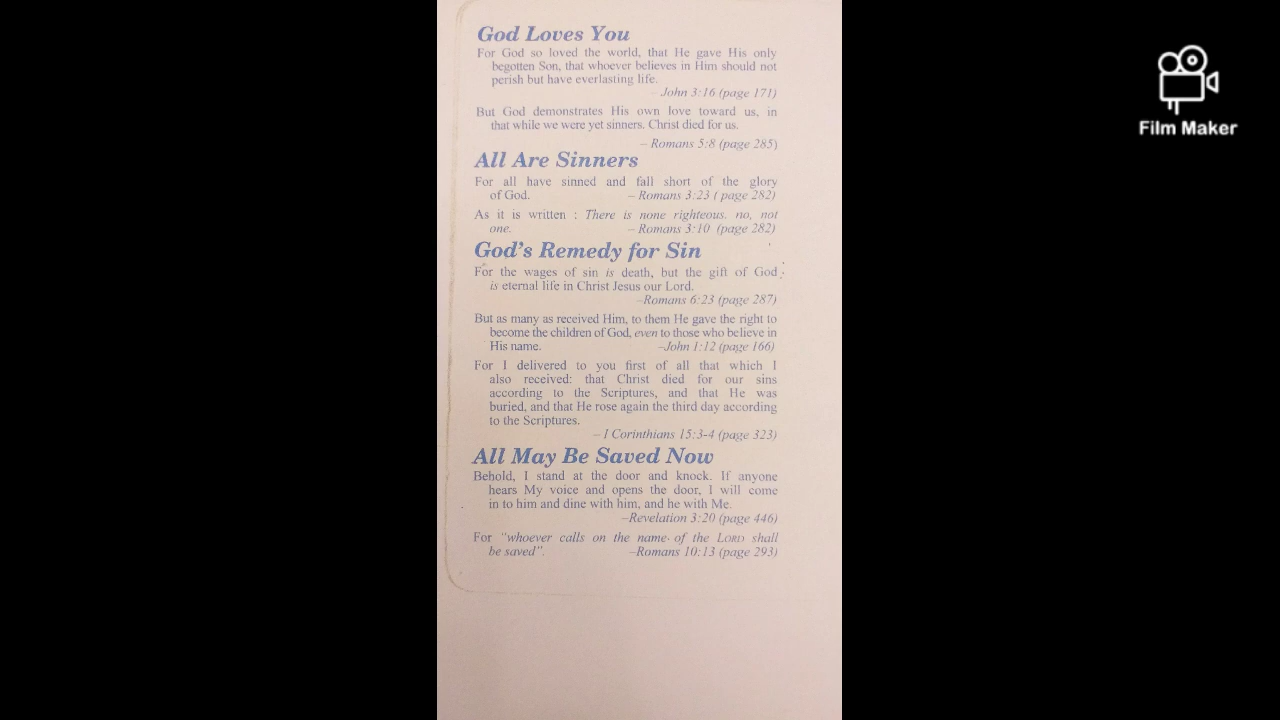 God Loves You
For God so loved the world, that He gave His only
begotten Son, that whoever believes in Him should not
perish but have everlasting life.
– John 3:16 (page 171)
But God demonstrates His own love toward us, in
that while we were yet sinners. Christ died for us.
– Romans 5:8 (page 285)
All Are Sinners
For all have sinned and fall short of the glory
of God. – Romans 3:23 ( page 282)
As it is written : There is none righteous. no, not
one. – Romans 3:10 (page 282)
God's Remedy for Sin
For the wages of sin is death, but the gift of God
is eternal life in Christ Jesus our Lord.
–Romans 6:23 (page 287)
But as many as received Him, to them He gave the right to
become the children of God, even to those who believe in
His name. –John 1:12 (page 166)
For I delivered to you first of all that which I
also received: that Christ died for our sins
according to the Scriptures, and that He was
buried, and that He rose again the third day according
to the Scriptures.
– 1 Corinthians 15:3-4 (page 323)
All May Be Saved Now
Behold, I stand at the door and knock. If anyone
hears My voice and opens the door, I will come
in to him and dine with him, and he with Me.
–Revelation 3:20 (page 446)
For "whoever calls on the name of the LORD shall
be saved". –Romans 10:13 (page 293)
Film Maker